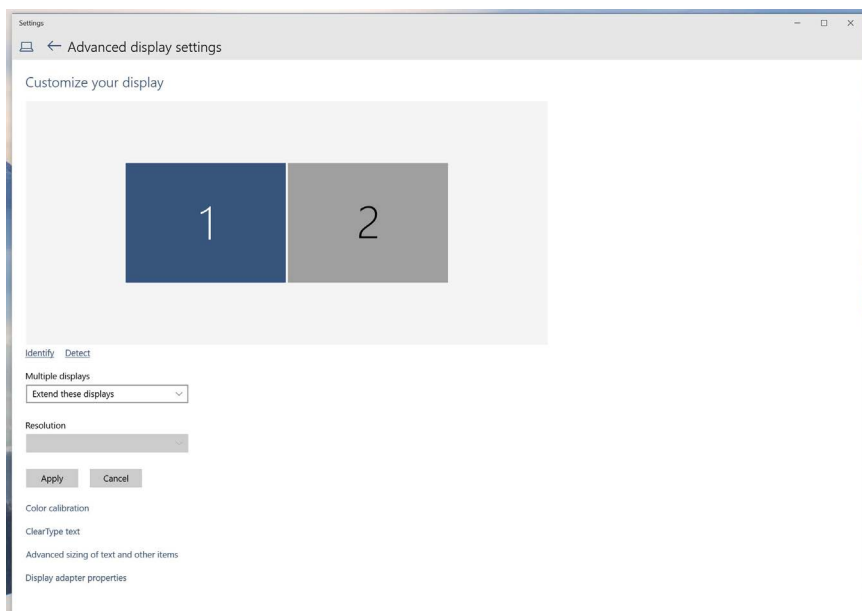 Settings
Advanced display settings
Customize your display
1 2
Identify Detect
Multiple displays
Extend these displays
Resolution
Apply Cancel
Color calibration
ClearType text
Advanced sizing of text and other items
Display adapter properties